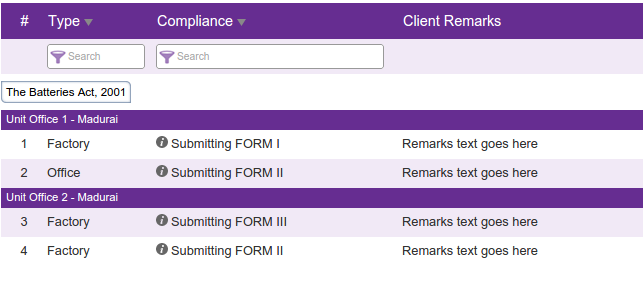 # Type Compliance Client Remarks
Search Search
The Batteries Act, 2001
Unit Office 1 - Madurai
1 Factory Submitting FORM I Remarks text goes here
2 Office Submitting FORM II Remarks text goes here
Unit Office 2 - Madurai
3 Factory Submitting FORM III Remarks text goes here
4 Factory Submitting FORM II Remarks text goes here